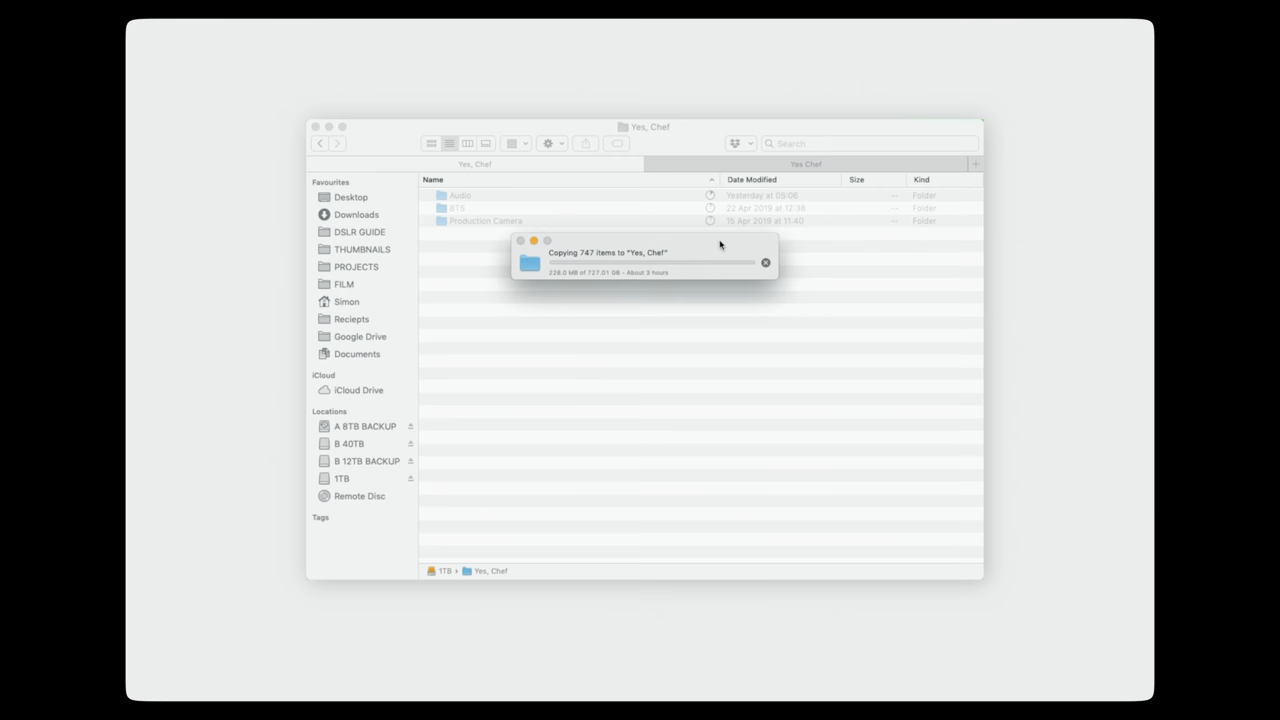 Yes, Chef
Search
Yes, Chef
Yes Chef
Favourites
Desktop
Downloads
DSLR GUIDE
THUMBNAILS
PROJECTS
FILM
Simon
Reciepts
Google Drive
Documents
iCloud
iCloud Drive
Locations
A 8TB BACKUP
B 40TB
B 12TB BACKUP
1TB
Remote Disc
Tags
Name Date Modified Size Kind
Audio Yesterday at 05:06 -- Folder
BTS 22 Apr 2019 at 12:38 -- Folder
Production Camera 15 Apr 2019 at 11:40 -- Folder
Copying 747 items to "Yes, Chef"
228.0 MB of 727.01 GB - About 3 hours
1TB › Yes, Chef